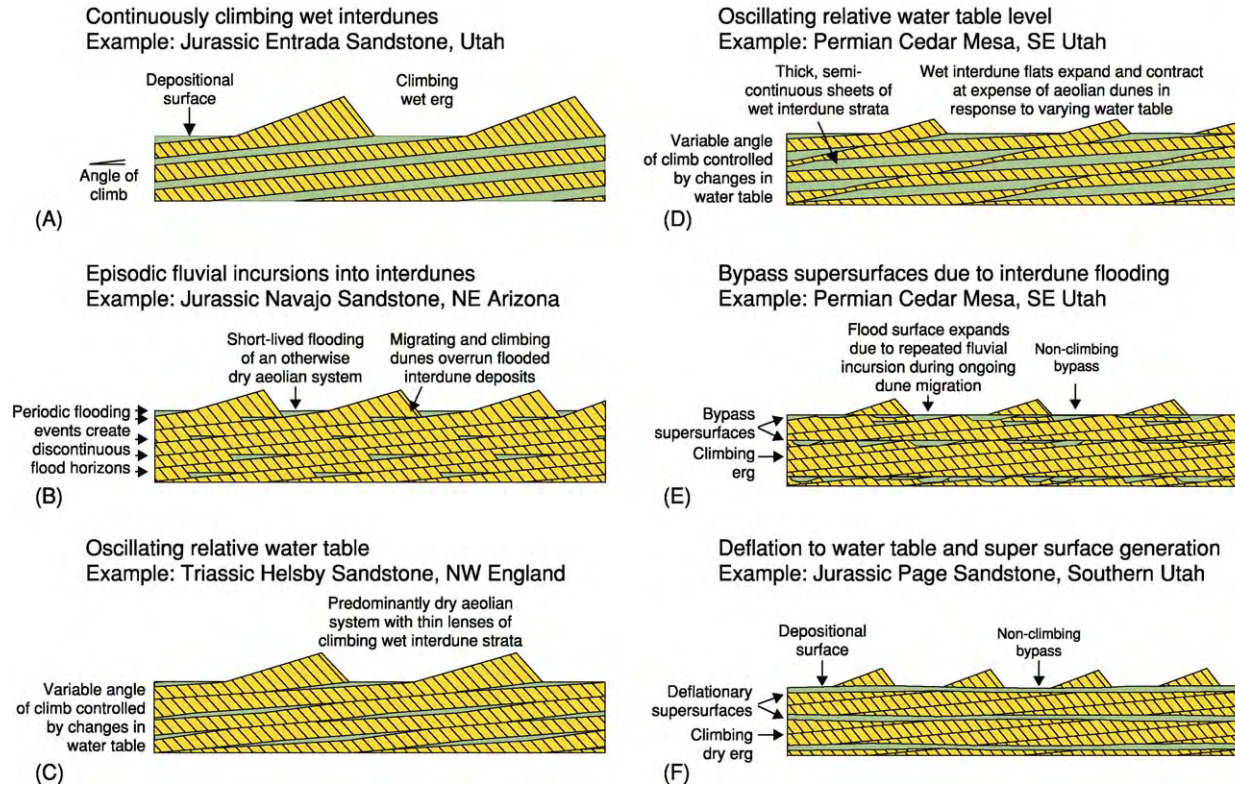 Continuously climbing wet interdunes
Example: Jurassic Entrada Sandstone, Utah
Depositional
surface
Climbing
wet erg
Angle of
climb
(A)
Episodic fluvial incursions into interdunes
Example: Jurassic Navajo Sandstone, NE Arizona
Short-lived flooding
of an otherwise
dry aeolian system
Migrating and climbing
dunes overrun flooded
interdune deposits
Periodic flooding
events create
discontinuous
flood horizons
(B)
Oscillating relative water table
Example: Triassic Helsby Sandstone, NW England
Predominantly dry aeolian
system with thin lenses of
climbing wet interdune strata
Variable angle
of climb controlled
by changes in
water table
(C)
Oscillating relative water table level
Example: Permian Cedar Mesa, SE Utah
Thick, semi-
continuous sheets of
wet interdune strata
Wet interdune flats expand and contract
at expense of aeolian dunes in
response to varying water table
Variable angle
of climb controlled
by changes in
water table
(D)
Bypass supersurfaces due to interdune flooding
Example: Permian Cedar Mesa, SE Utah
Flood surface expands
due to repeated fluvial
incursion during ongoing
dune migration
Non-climbing
bypass
Bypass
supersurfaces
Climbing
erg
(E)
Deflation to water table and super surface generation
Example: Jurassic Page Sandstone, Southern Utah
Depositional
surface
Non-climbing
bypass
Deflationary
supersurfaces
Climbing
dry erg
(F)